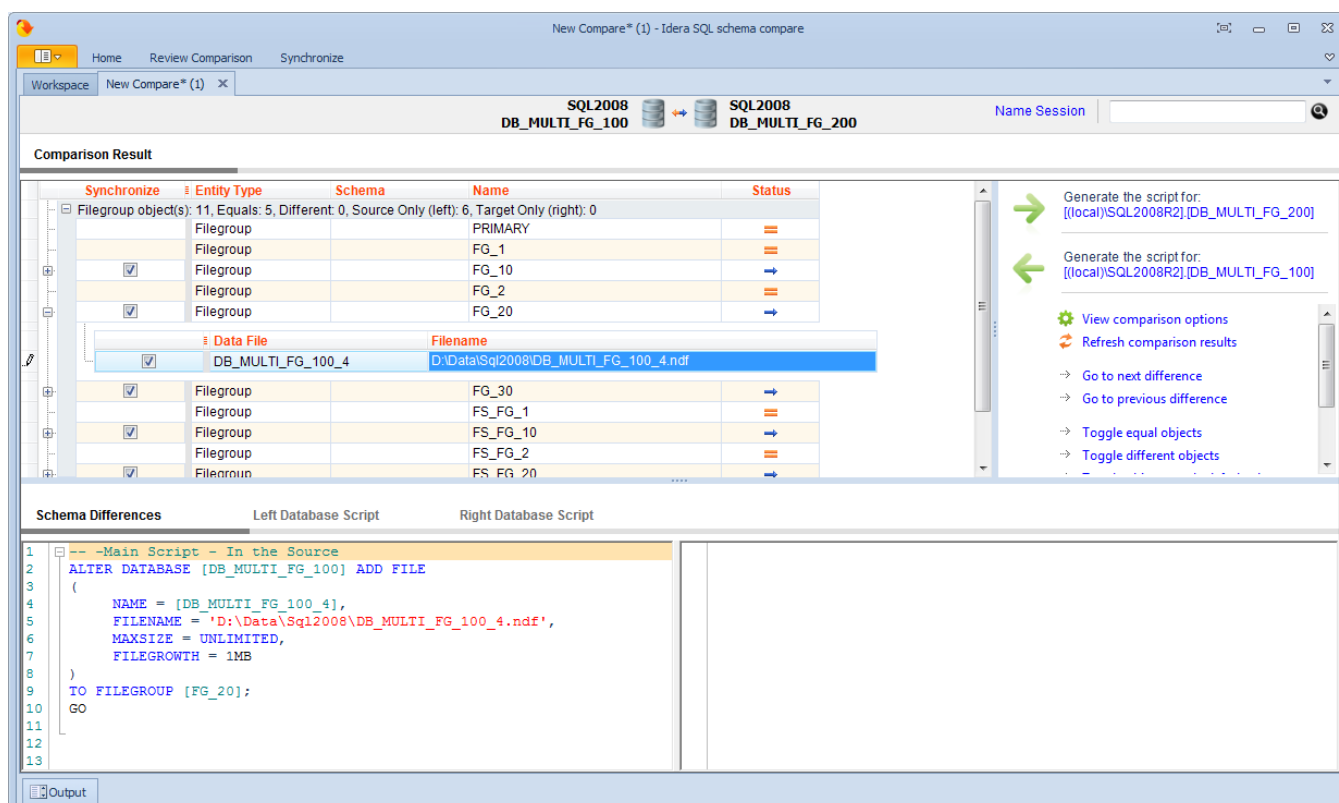 New Compare* (1) - Idera SQL schema compare
Home Review Comparison Synchronize
Workspace New Compare* (1)
SQL2008 SQL2008
DB_MULTI_FG_100 DB_MULTI_FG_200
Name Session
Comparison Result
Synchronize Entity Type Schema Name Status
Filegroup object(s): 11, Equals: 5, Different: 0, Source Only (left): 6, Target Only (right): 0
Filegroup PRIMARY
Filegroup FG_1
Filegroup FG_10
Filegroup FG_2
Filegroup FG_20
Data File Filename
DB_MULTI_FG_100_4 D:\Data\Sql2008\DB_MULTI_FG_100_4.ndf
Filegroup FG_30
Filegroup FS_FG_1
Filegroup FS_FG_10
Filegroup FS_FG_2
Filegroup FS_FG_20
Generate the script for:
[(local)\SQL2008R2].[DB_MULTI_FG_200]
Generate the script for:
[(local)\SQL2008R2].[DB_MULTI_FG_100]
View comparison options
Refresh comparison results
Go to next difference
Go to previous difference
Toggle equal objects
Toggle different objects
Schema Differences Left Database Script Right Database Script
1 -- -Main Script - In the Source
2 ALTER DATABASE [DB_MULTI_FG_100] ADD FILE
3 (
4 NAME = [DB_MULTI_FG_100_4],
5 FILENAME = 'D:\Data\Sql2008\DB_MULTI_FG_100_4.ndf',
6 MAXSIZE = UNLIMITED,
7 FILEGROWTH = 1MB
8 )
9 TO FILEGROUP [FG_20];
10 GO
11
12
13
Output